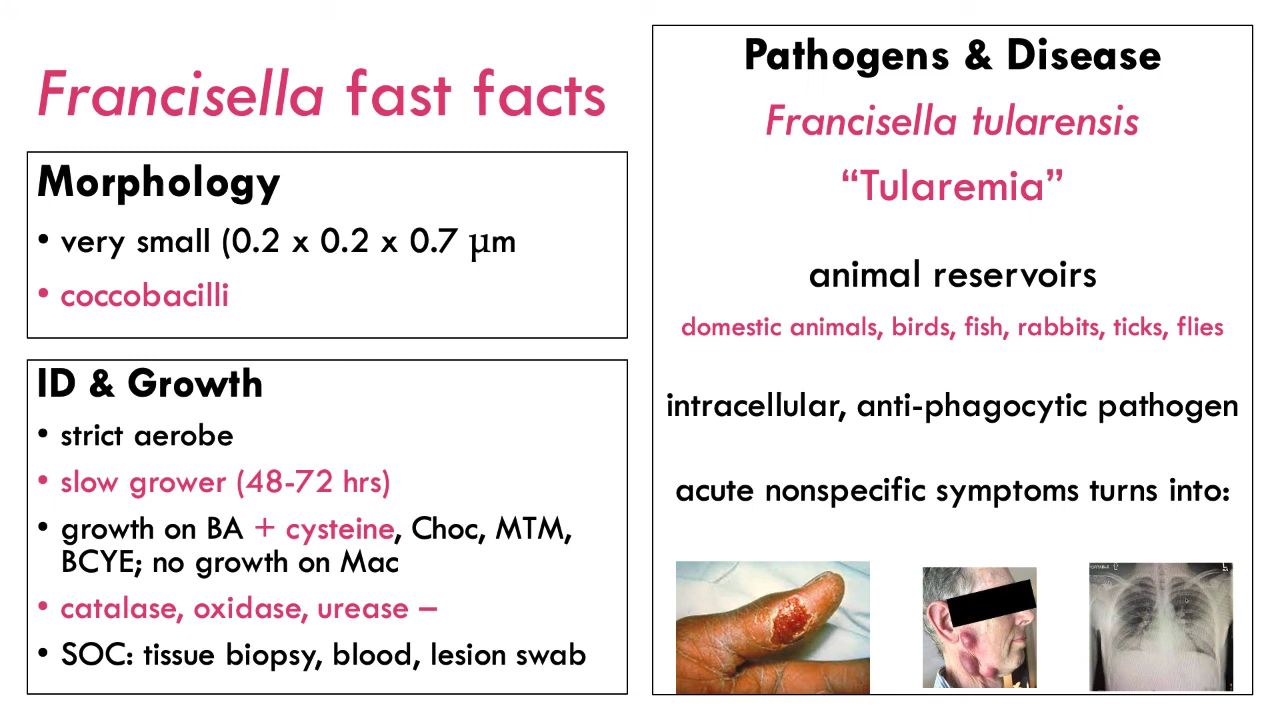 Francisella fast facts
Morphology
• very small (0.2 x 0.2 x 0.7 µm
• coccobacilli
ID & Growth
• strict aerobe
• slow grower (48-72 hrs)
• growth on BA + cysteine, Choc, MTM,
BCYE; no growth on Mac
• catalase, oxidase, urease –
• SOC: tissue biopsy, blood, lesion swab
Pathogens & Disease
Francisella tularensis
“Tularemia”
animal reservoirs
domestic animals, birds, fish, rabbits, ticks, flies
intracellular, anti-phagocytic pathogen
acute nonspecific symptoms turns into:
L